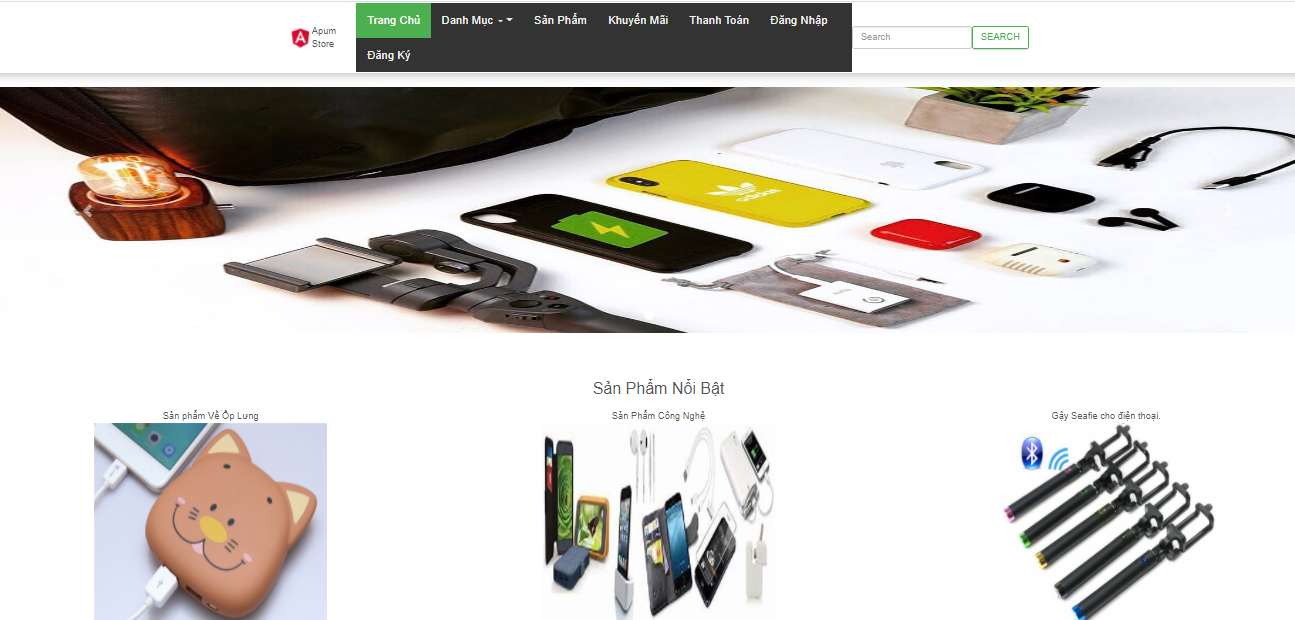 Apum
Store
Trang Chủ
Danh Mục -
Sản Phẩm
Khuyến Mãi
Thanh Toán
Đăng Nhập
Đăng Ký
Search
SEARCH
adidas
Sản Phẩm Nổi Bật
Sản phẩm Về Ốp Lưng
Sản Phẩm Công Nghệ
Gậy Seafie cho điện thoại.